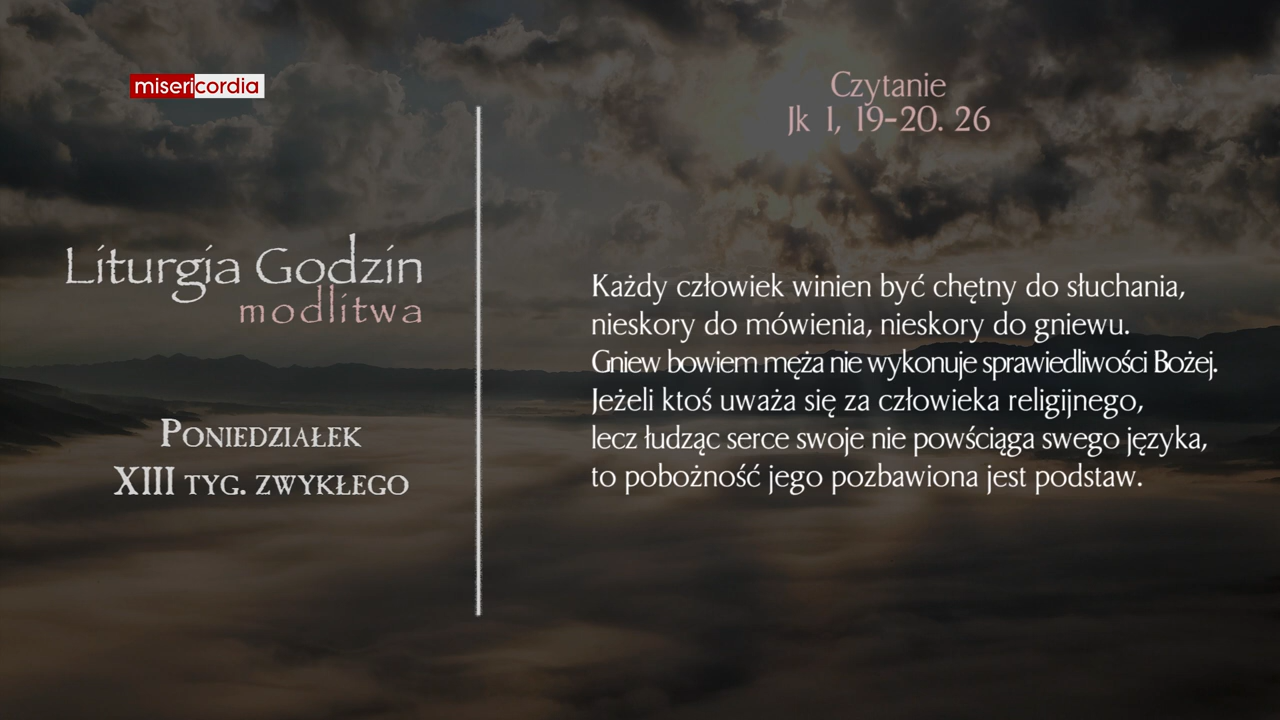 misericordia
Liturgia Godzin
modlitwa
Poniedziałek
XIII tyg. zwykłego
Czytanie
Jk 1, 19-20. 26
Każdy człowiek winien być chętny do słuchania,
nieskory do mówienia, nieskory do gniewu.
Gniew bowiem męża nie wykonuje sprawiedliwości Bożej.
Jeżeli ktoś uważa się za człowieka religijnego,
lecz łudząc serce swoje nie powściąga swego języka,
to pobożność jego pozbawiona jest podstaw.